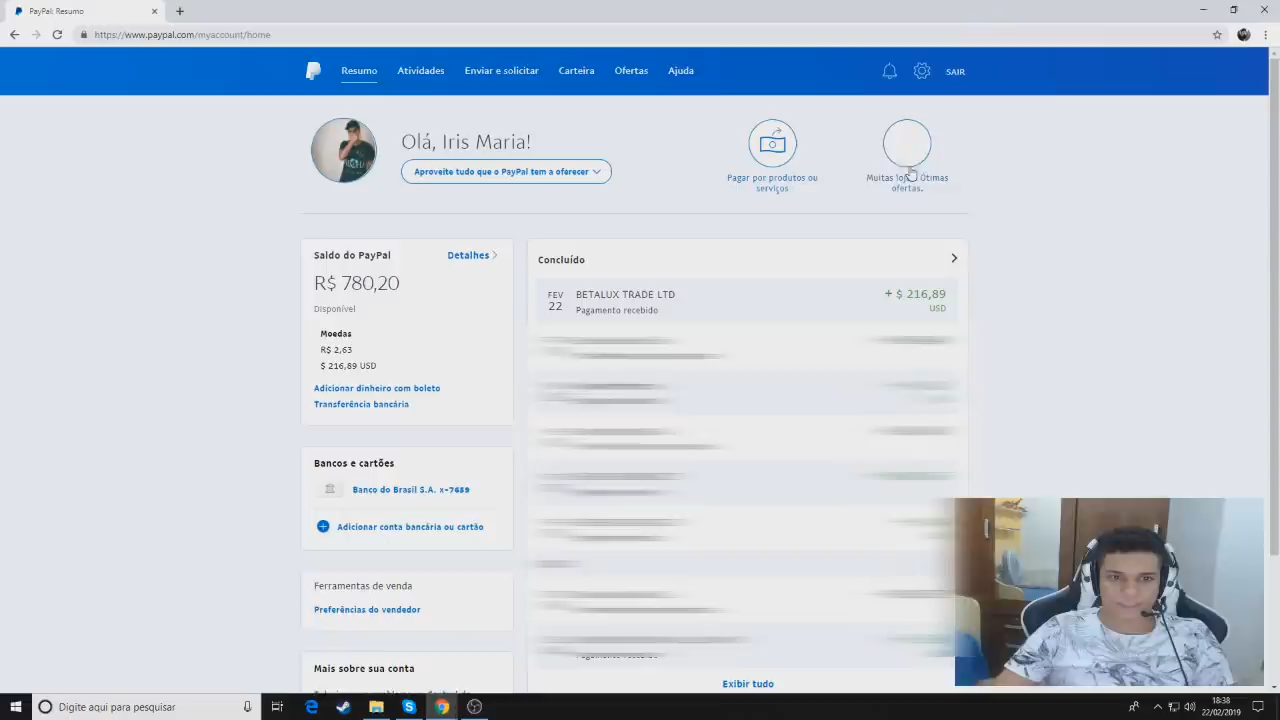 PayPal: Resumo
https://www.paypal.com/myaccount/home
Resumo
Atividades
Enviar e solicitar
Carteira
Ofertas
Ajuda
SAIR
Olá, Iris Maria!
Aproveite tudo que o PayPal tem a oferecer
Pagar por produtos ou
serviços
Muitas ótimas
ofertas.
Saldo do PayPal
Detalhes
R$ 780,20
Disponível
Moedas
R$ 2,63
$ 216,89 USD
Adicionar dinheiro com boleto
Transferência bancária
Concluído
FEV
22
BETALUX TRADE LTD
Pagamento recebido
+ $ 216,89
USD
Bancos e cartões
Banco do Brasil S.A. x-7659
Adicionar conta bancária ou cartão
Ferramentas de venda
Preferências do vendedor
Mais sobre sua conta
Exibir tudo
Digite aqui para pesquisar
18:38
22/02/2019